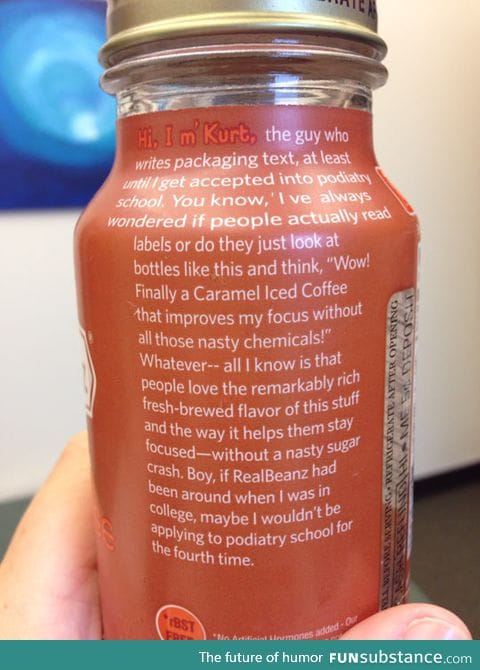 Hi, I m' Kurt, the guy who
writes packaging text, at least
until I get accepted into podiatry
school. You know,' I ve always
wondered if people actually read
labels or do they just look at
bottles like this and think, “Wow!
Finally a Caramel Iced Coffee
that improves my focus without
all those nasty chemicals!”
Whatever-- all I know is that
people love the remarkably rich
fresh-brewed flavor of this stuff
and the way it helps them stay
focused—without a nasty sugar
crash. Boy, if RealBeanz had
been around when I was in
college, maybe I wouldn't be
applying to podiatry school for
the fourth time.
rBST
FREE
*No Artificial Hormones added - Our
REFRIGERATE AFTER OPENING
ME 5¢ DEPOSIT
The future of humor FUNsubstance.com